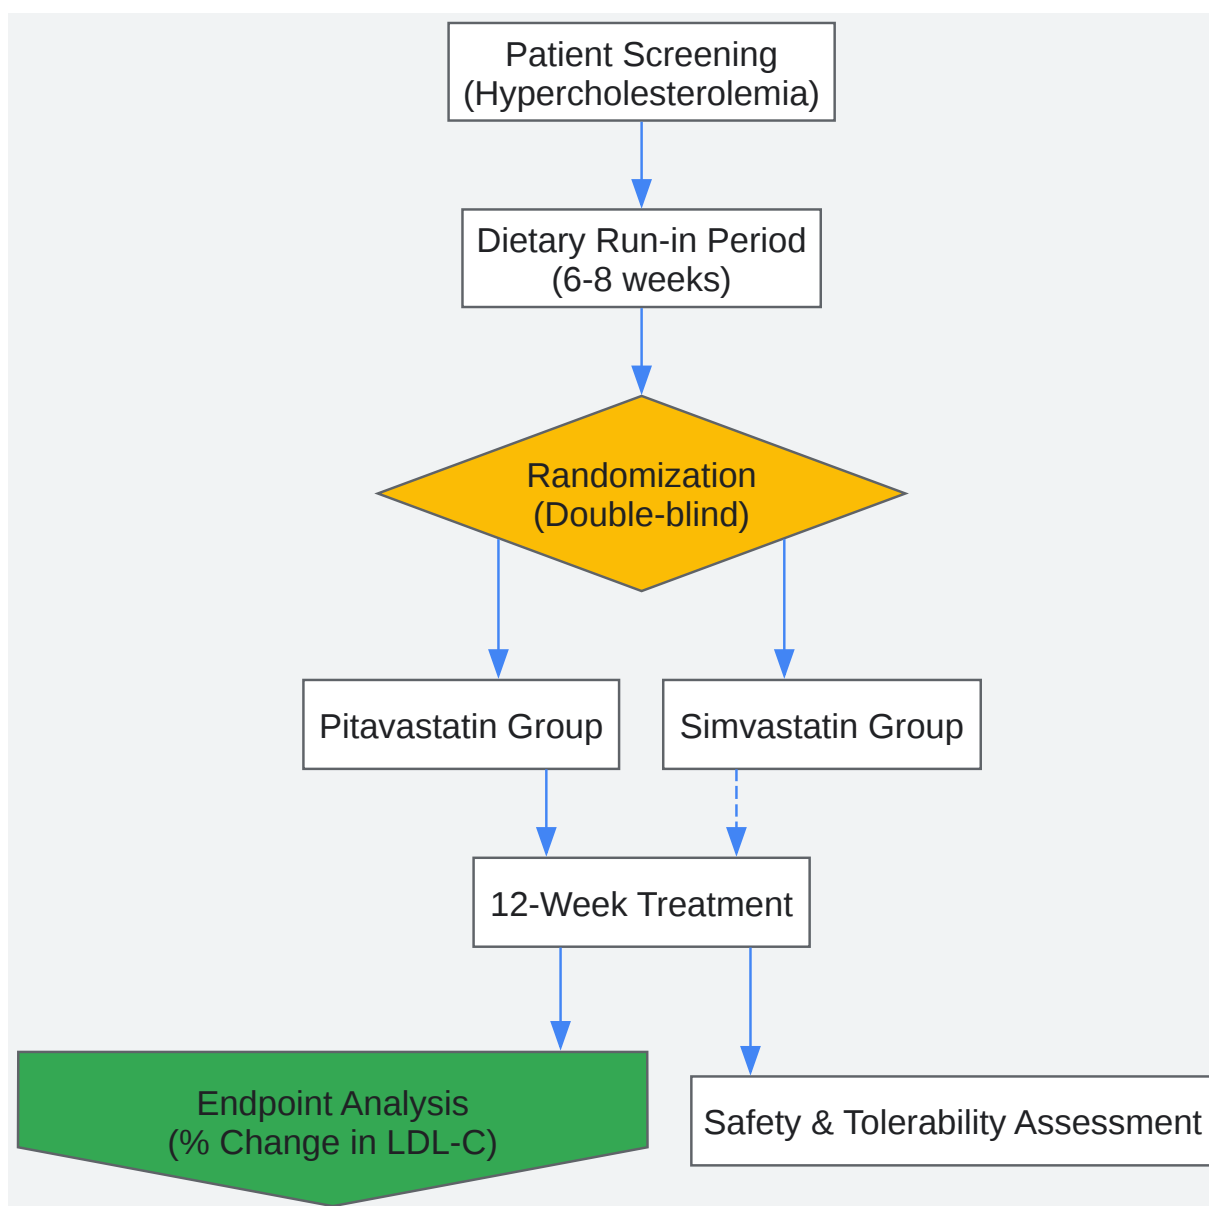 Patient Screening
(Hypercholesterolemia)
Dietary Run-in Period
(6-8 weeks)
Randomization
(Double-blind)
Pitavastatin Group
Simvastatin Group
12-Week Treatment
Endpoint Analysis
(% Change in LDL-C)
Safety & Tolerability Assessment